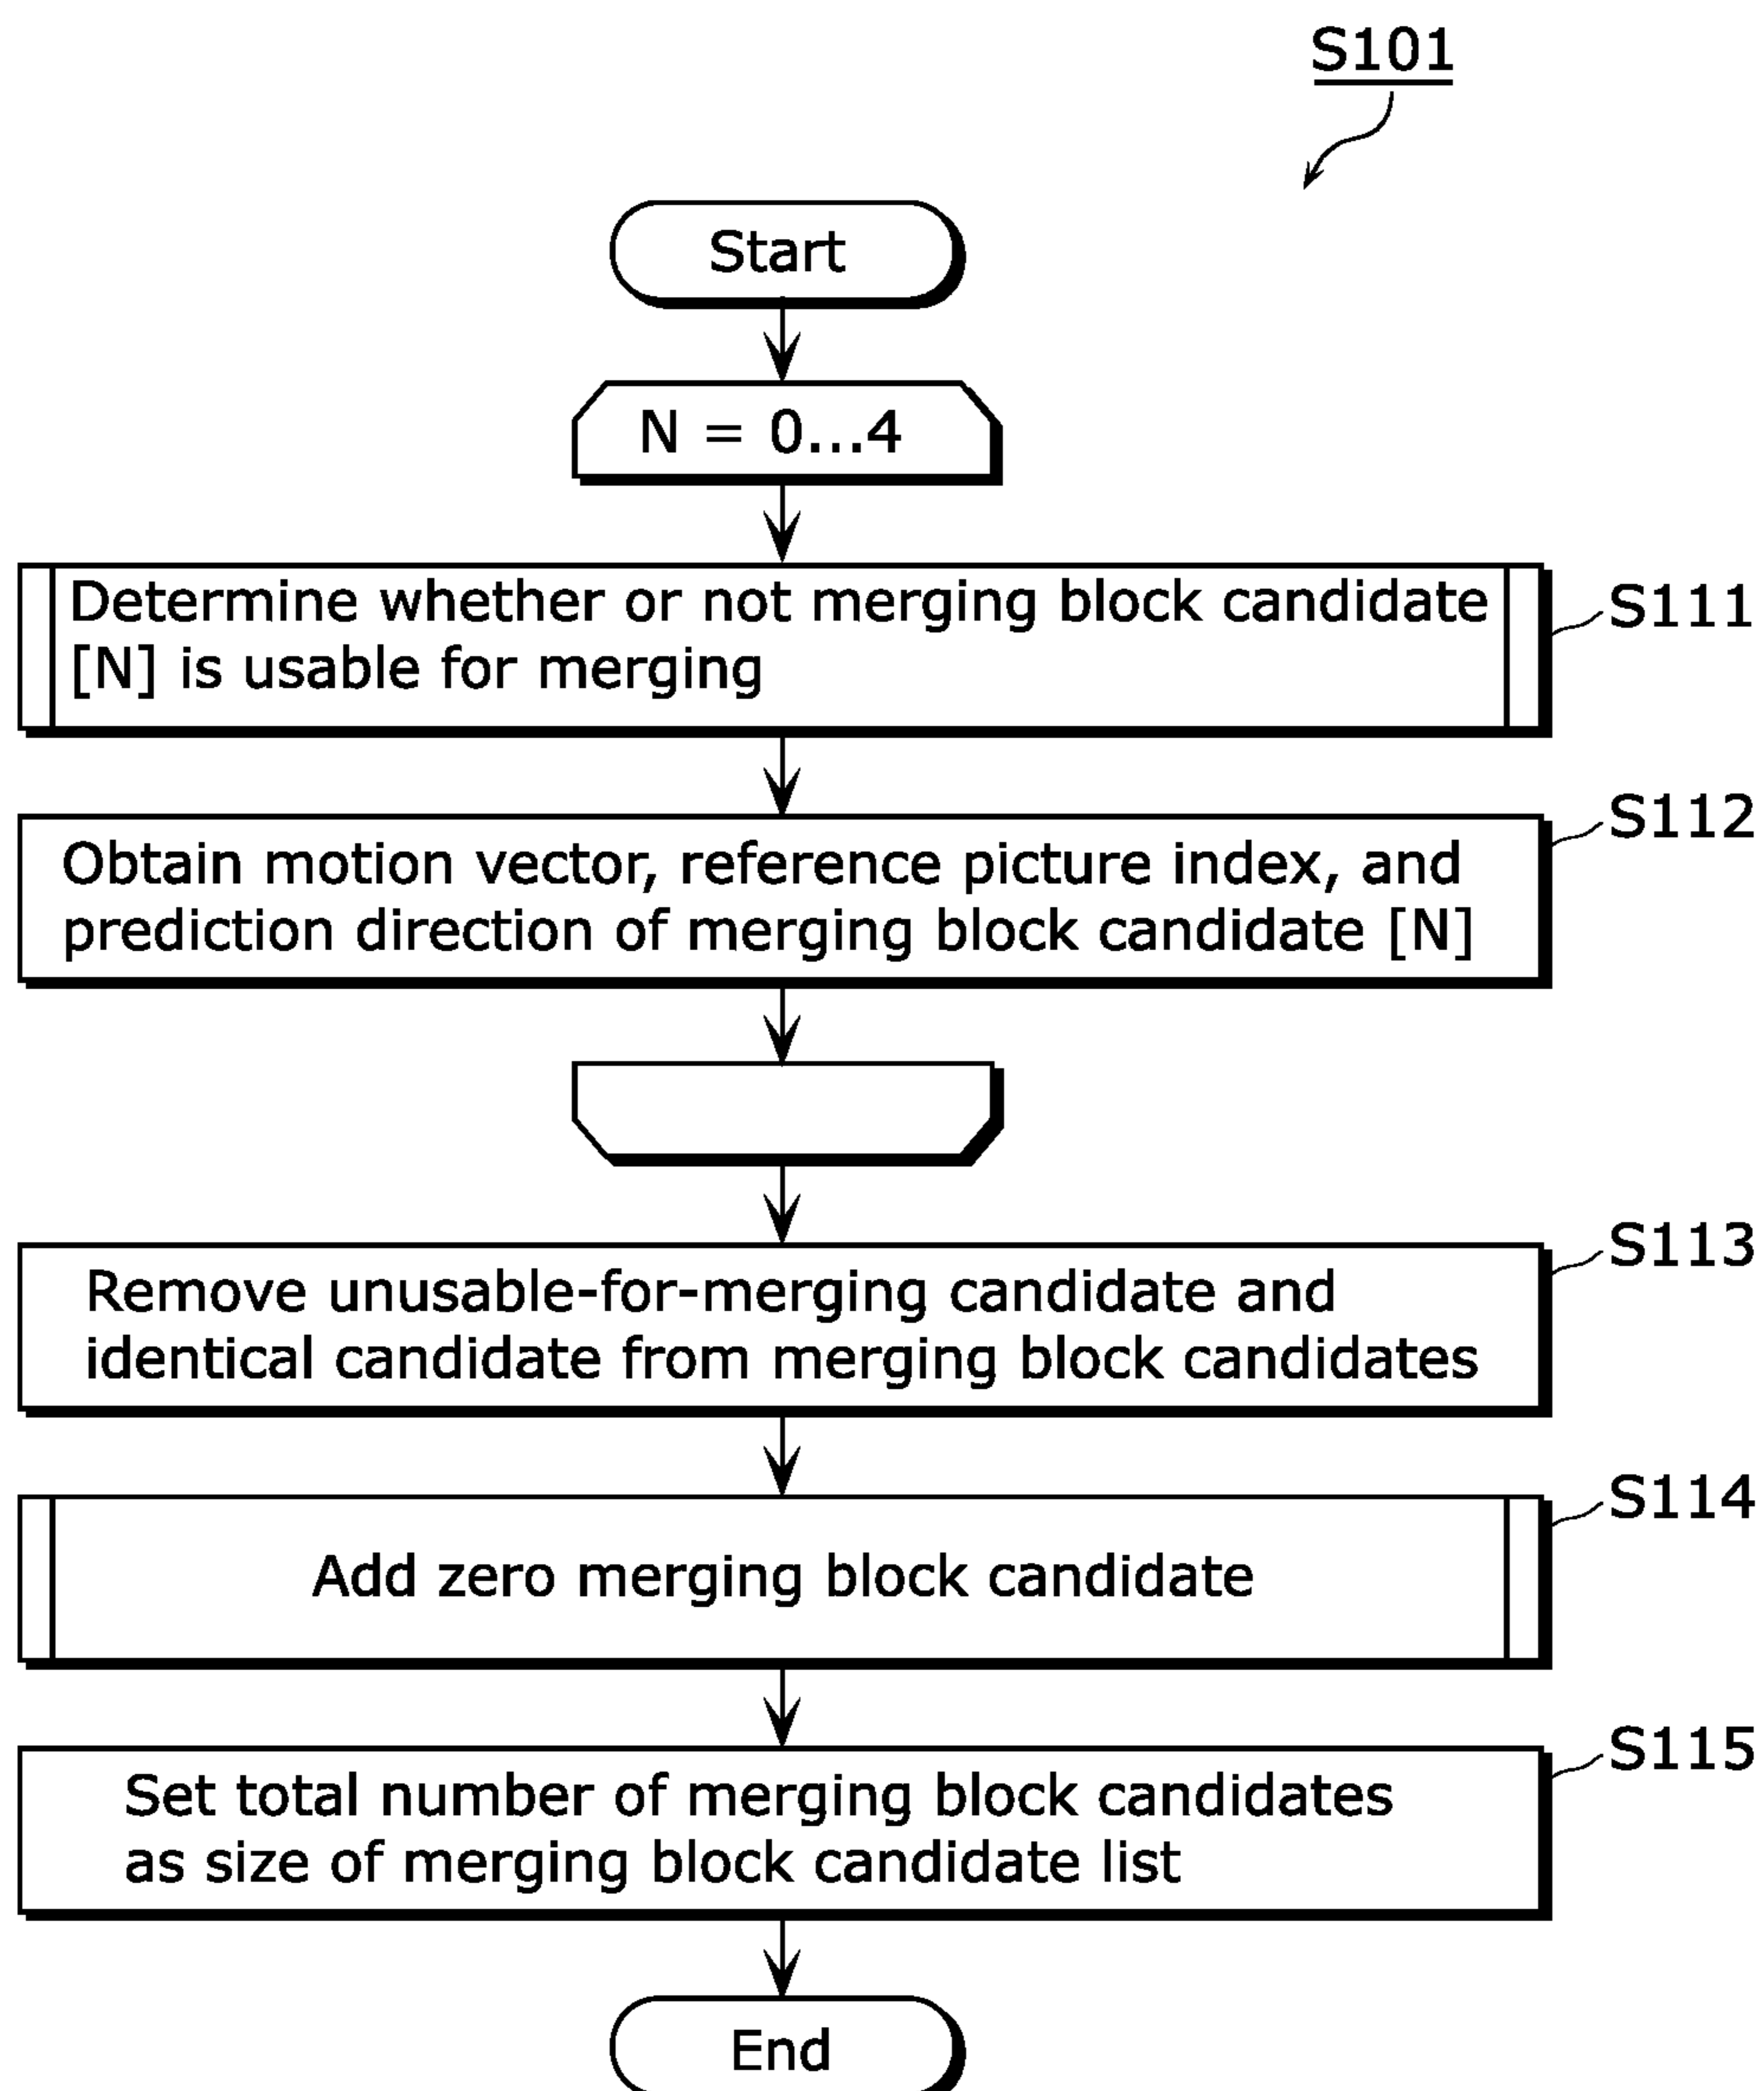 S101
Start
N = 0...4
Determine whether or not merging block candidate
[N] is usable for merging
S111
S112
Obtain motion vector, reference picture index, and
prediction direction of merging block candidate [N]
S113
Remove unusable-for-merging candidate and
identical candidate from merging block candidates
S114
Add zero merging block candidate
S115
Set total number of merging block candidates
as size of merging block candidate list
End